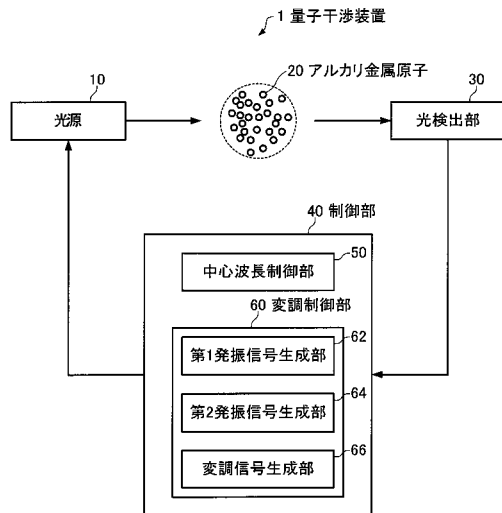 1 量子干渉装置
20 アルカリ金属原子
10
光源
30
光検出部
40 制御部
50
中心波長制御部
60 変調制御部
62
第1発振信号生成部
64
第2発振信号生成部
66
変調信号生成部